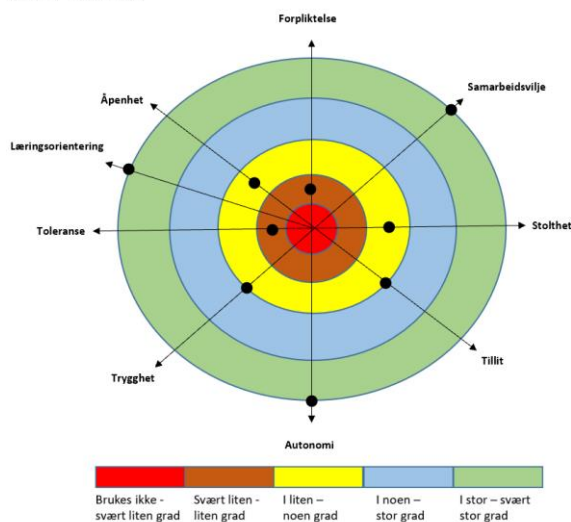 Forpliktelse
Samarbeidsvilje
Åpenhet
Læringsorientering
Toleranse
Stolthet
Trygghet
Tillit
Autonomi
Brukes ikke -
svært liten grad
Svært liten -
liten grad
I liten –
noen grad
I noen –
stor grad
I stor – svært
stor grad